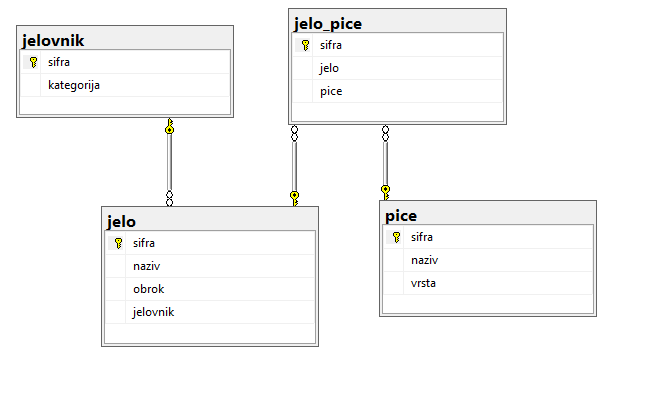 jelovnik
sifra
kategorija
jelo_pice
sifra
jelo
pice
jelo
sifra
naziv
obrok
jelovnik
pice
sifra
naziv
vrsta